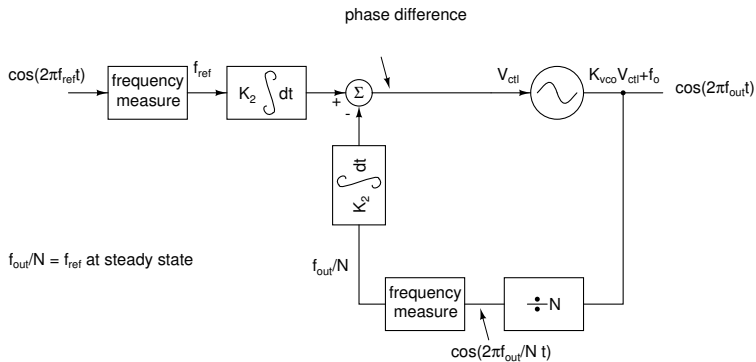 phase difference
cos(2πf_ref t)
frequency
measure
f_ref
K_2 ∫ dt
+
-
Σ
V_ctl
K_vco V_ctl+f_o
cos(2πf_out t)
K_2 ∫ dt
f_out/N = f_ref at steady state
f_out/N
frequency
measure
÷ N
cos(2πf_out/N t)